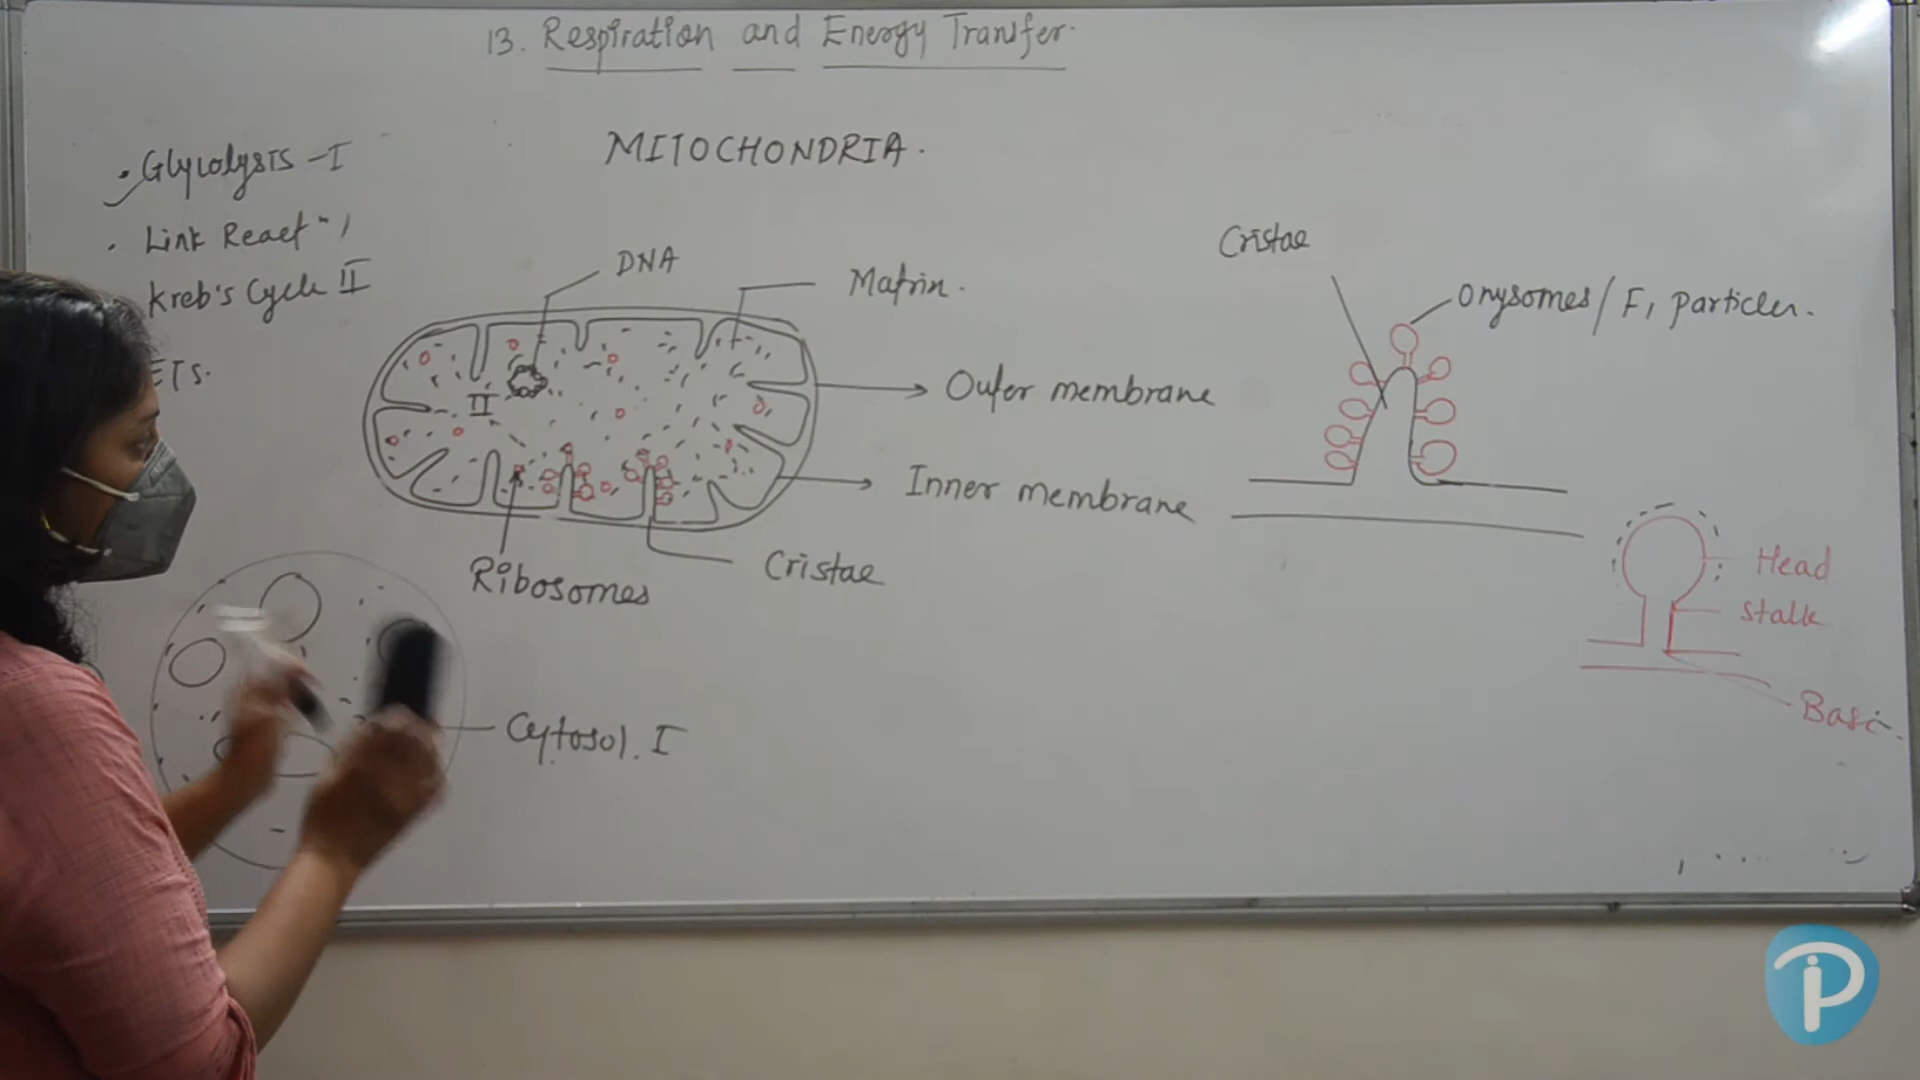 13. Respiration and Energy Transfer.
MITOCHONDRIA.
• Glycolysis - I
• Link React"
Kreb's Cycle II
ETS.
DNA
Matrix.
II
Outer membrane
Inner membrane
Ribosomes
Cristae
Cytosol. I
Cristae
Oxysomes / F1 particles.
Head
Stalk